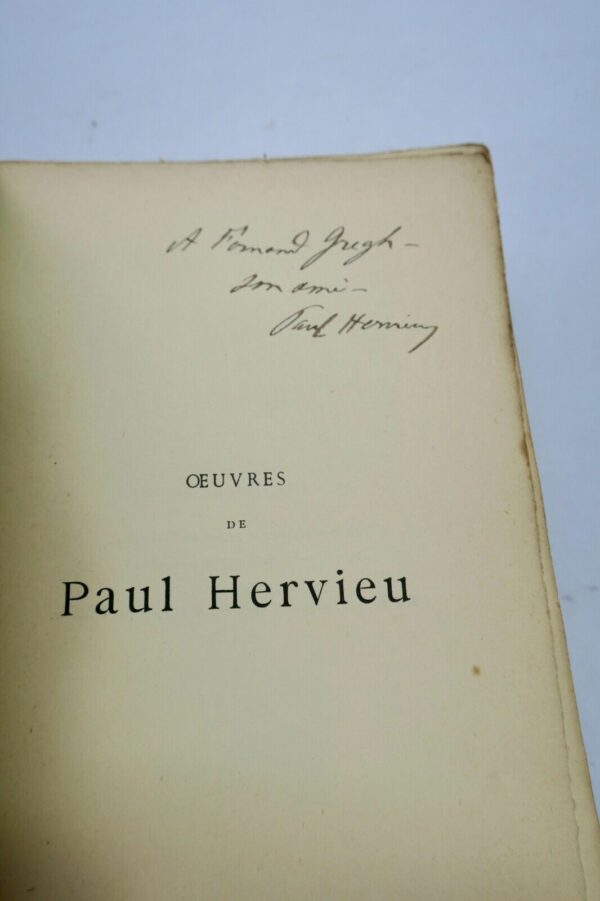 A Fernand Gregh –
son ami –
Paul Hervieu
ŒUVRES
DE
Paul Hervieu